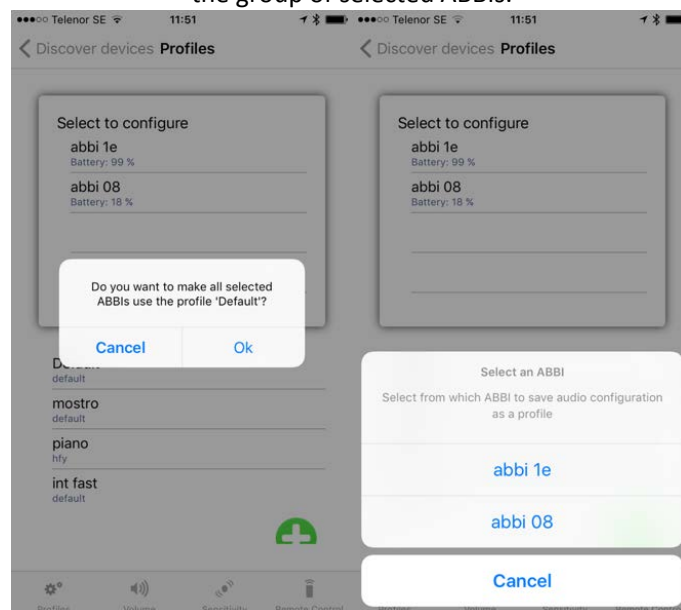 the group of selected ABBIs.
Telenor SE 11:51
Discover devices Profiles
Select to configure
abbi 1e
Battery: 99 %
abbi 08
Battery: 18 %
Do you want to make all selected
ABBIs use the profile 'Default'?
Cancel Ok
default
mostro
default
piano
hfy
int fast
default
Profiles Volume Sensitivity Remote Control
Telenor SE 11:51
Discover devices Profiles
Select to configure
abbi 1e
Battery: 99 %
abbi 08
Battery: 18 %
Select an ABBI
Select from which ABBI to save audio configuration
as a profile
abbi 1e
abbi 08
Cancel